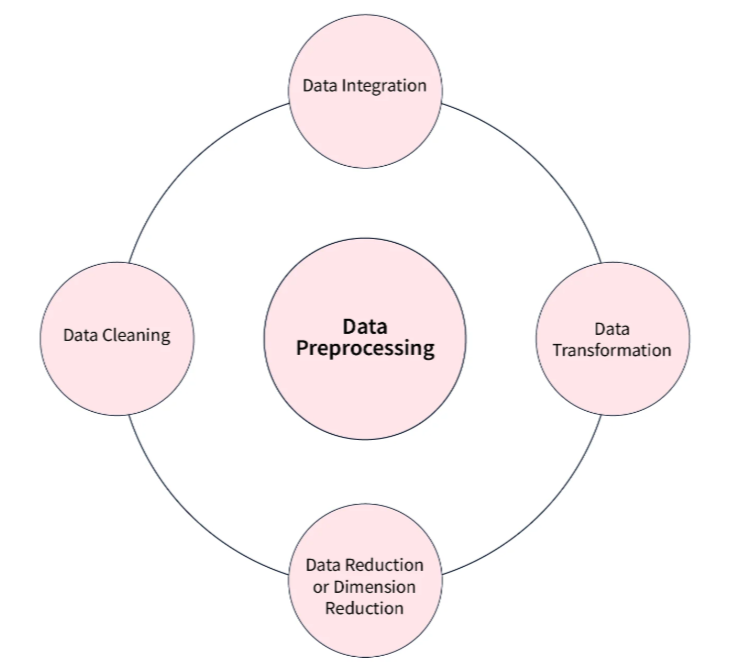 Data Integration
Data Cleaning
Data
Preprocessing
Data
Transformation
Data Reduction
or Dimension
Reduction